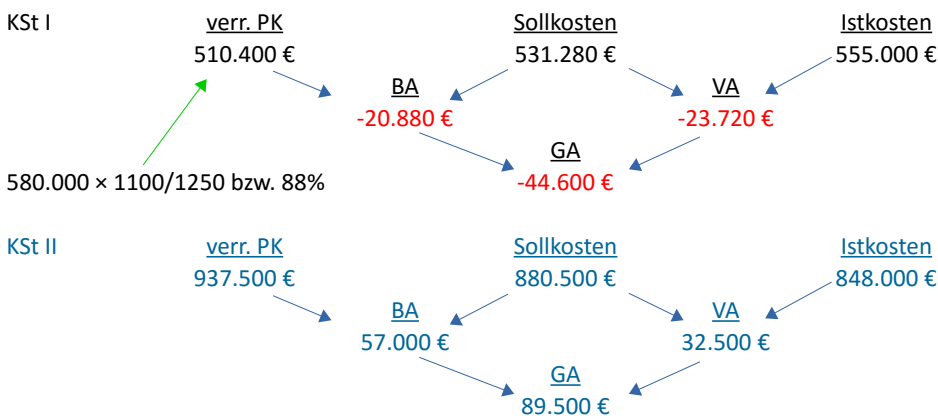 KSt I verr. PK Sollkosten Istkosten
510.400 € 531.280 € 555.000 €
BA VA
-20.880 € -23.720 €
GA
580.000 × 1100/1250 bzw. 88% -44.600 €
KSt II verr. PK Sollkosten Istkosten
937.500 € 880.500 € 848.000 €
BA VA
57.000 € 32.500 €
GA
89.500 €